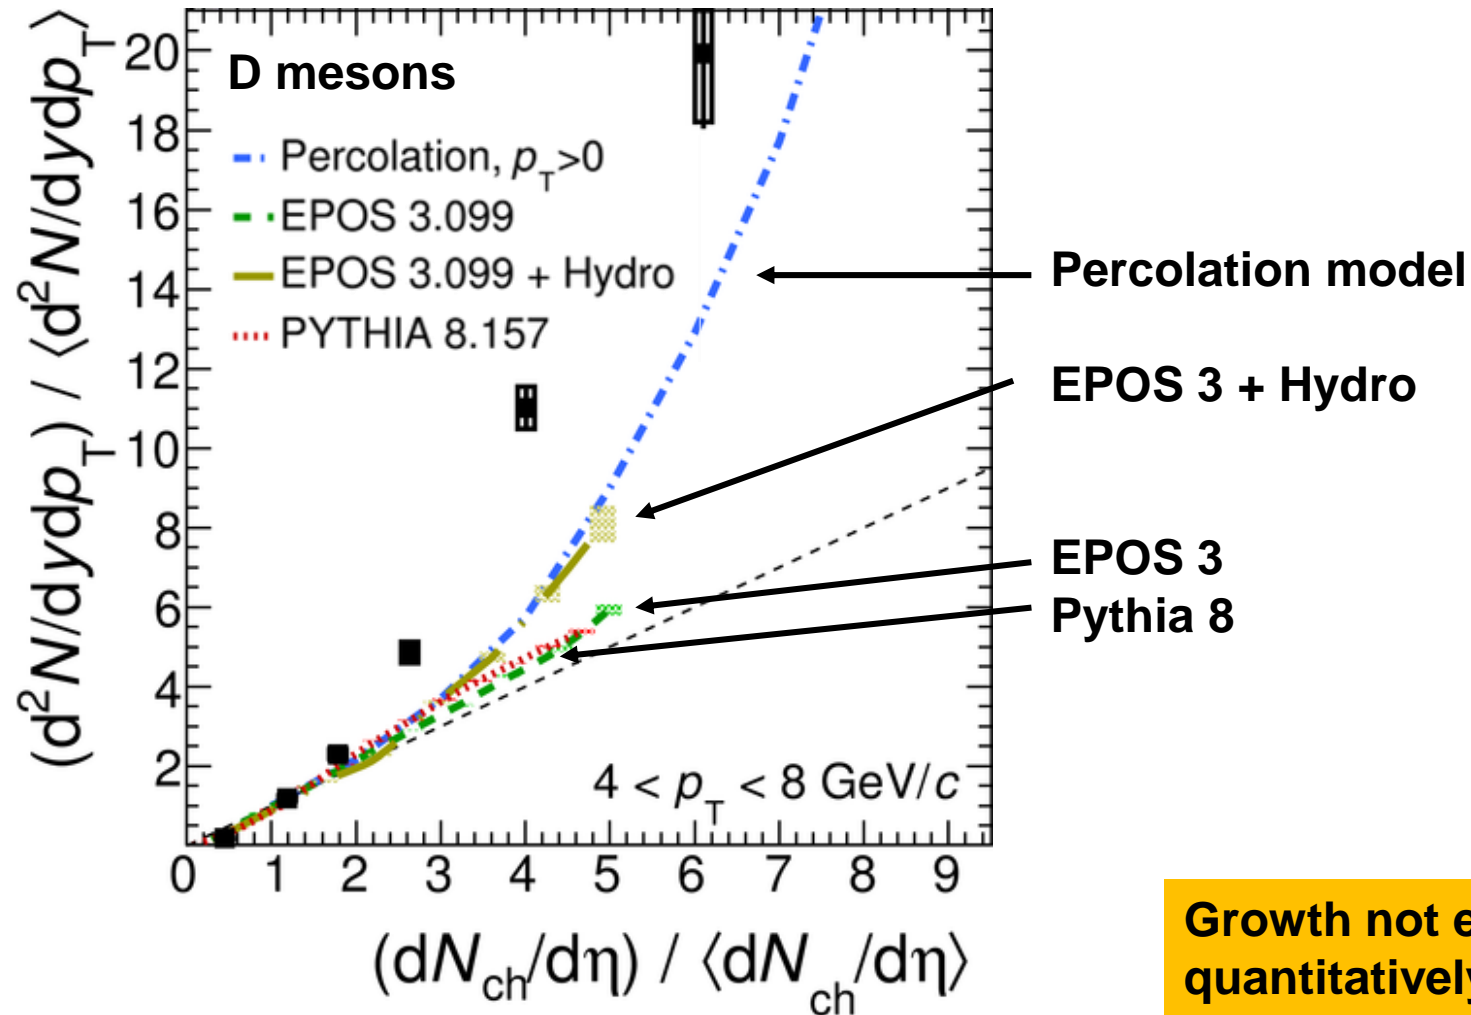 (d²N/dydp_T) / ⟨d²N/dydp_T⟩
20
18
16
14
12
10
8
6
4
2
D mesons
Percolation, p_T>0
EPOS 3.099
EPOS 3.099 + Hydro
PYTHIA 8.157
4 < p_T < 8 GeV/c
0 1 2 3 4 5 6 7 8 9
(dN_ch/dη) / ⟨dN_ch/dη⟩
Percolation model
EPOS 3 + Hydro
EPOS 3
Pythia 8
Growth not
quantitatively